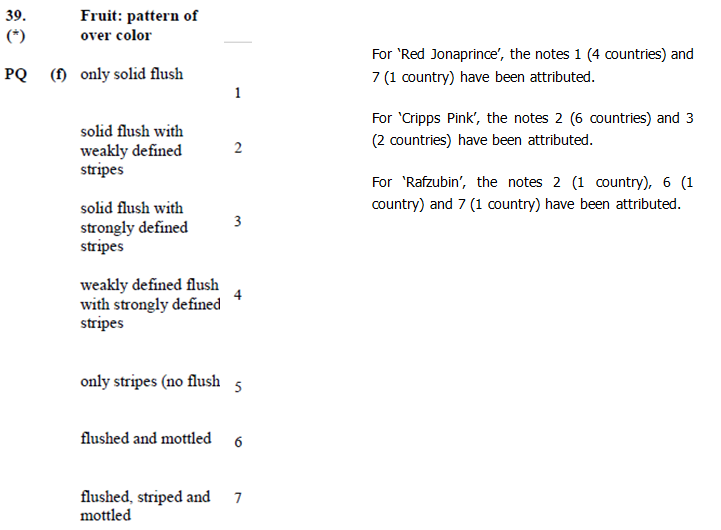 39. Fruit: pattern of
(*) over color
PQ (f) only solid flush
1
solid flush with
weakly defined 2
stripes
solid flush with
strongly defined 3
stripes
weakly defined flush
with strongly defined 4
stripes
only stripes (no flush 5
flushed and mottled 6
flushed, striped and 7
mottled
For ‘Red Jonaprince’, the notes 1 (4 countries) and
7 (1 country) have been attributed.
For ‘Cripps Pink’, the notes 2 (6 countries) and 3
(2 countries) have been attributed.
For ‘Rafzubin’, the notes 2 (1 country), 6 (1
country) and 7 (1 country) have been attributed.